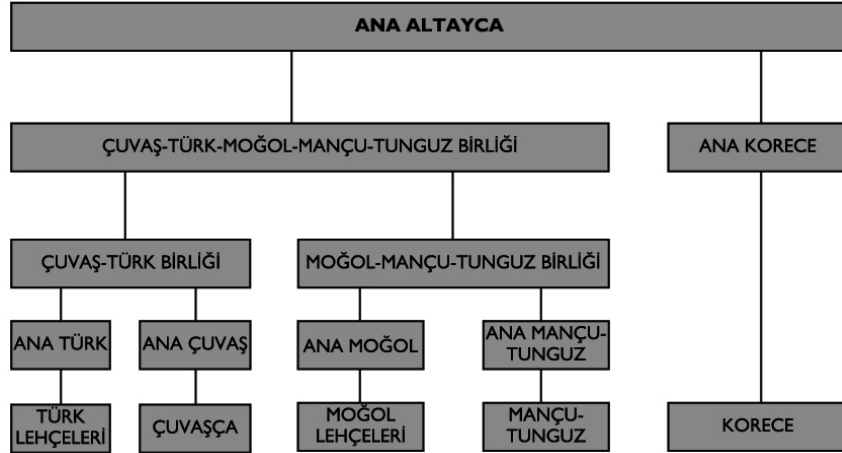 ANA ALTAYCA
ÇUVAŞ-TÜRK-MOĞOL-MANÇU-TUNGUZ BİRLİĞİ
ANA KORECE
ÇUVAŞ-TÜRK BİRLİĞİ
MOĞOL-MANÇU-TUNGUZ BİRLİĞİ
ANA TÜRK
ANA ÇUVAŞ
ANA MOĞOL
ANA MANÇU-
TUNGUZ
TÜRK
LEHÇELERİ
ÇUVAŞÇA
MOĞOL
LEHÇELERİ
MANÇU-
TUNGUZ
KORECE